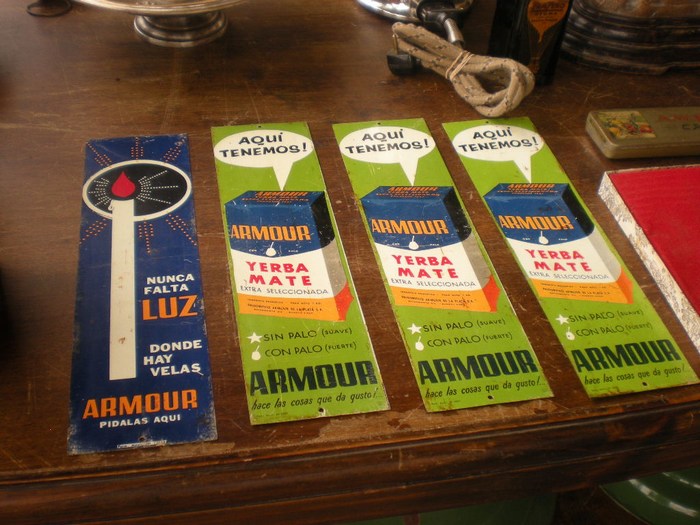 NUNCA
FALTA
LUZ
DONDE
HAY
VELAS
ARMOUR
PIDALAS AQUI
AQUÍ
TENEMOS!
ARMOUR
YERBA
MATE
EXTRA SELECCIONADA
SIN PALO (SUAVE)
CON PALO (FUERTE)
ARMOUR
hace las cosas que da gusto!
AQUÍ
TENEMOS!
ARMOUR
ARMOUR
YERBA
MATE
EXTRA SELECCIONADA
SIN PALO (SUAVE)
CON PALO (FUERTE)
ARMOUR
hace las cosas que da gusto!..
AQUÍ
TENEMOS!
ARMOUR
YERBA
MATE
EXTRA SELECCIONADA
SIN PALO (SUAVE)
CON PALO (FUERTE)
ARMOUR
hace las cosas que da gusto!..